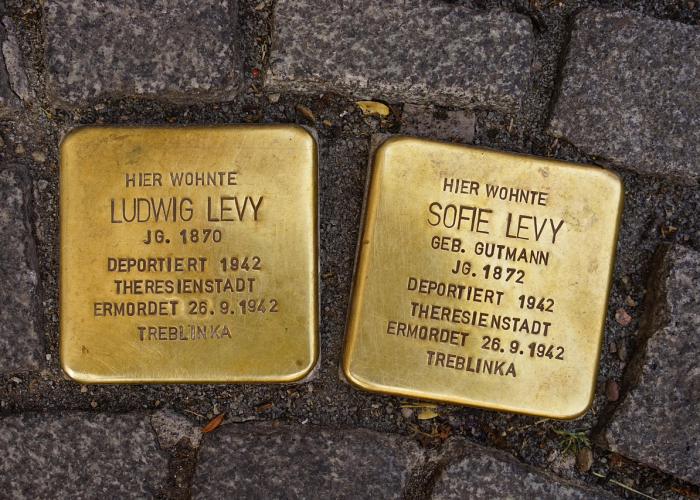 HIER WOHNTE
LUDWIG LEVY
JG. 1870
DEPORTIERT 1942
THERESIENSTADT
ERMORDET 26.9.1942
TREBLINKA
HIER WOHNTE
SOFIE LEVY
GEB. GUTMANN
JG. 1872
DEPORTIERT 1942
THERESIENSTADT
ERMORDET 26.9.1942
TREBLINKA